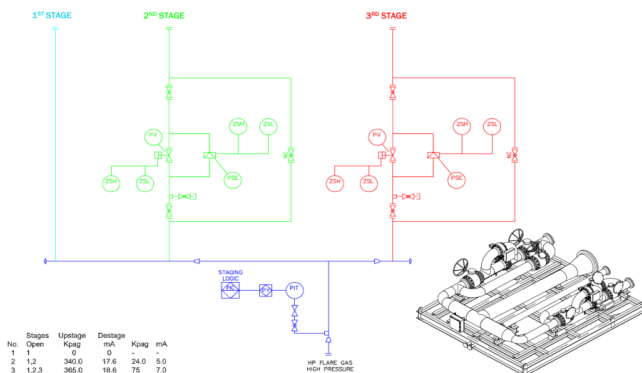 1ST STAGE
2ND STAGE
3RD STAGE
ZSH
ZSL
PV
ZSH
ZSL
PSE
NC
ZSH
ZSL
PV
ZSH
ZSL
PSE
NC
STAGING
LOGIC
PIT
HP FLARE GAS
HIGH PRESSURE
Stages Upstage Destage
No. Open Kpag mA Kpag mA
1 1 0 0 - -
2 1,2 340.0 17.6 24.0 5.0
3 1,2,3 365.0 18.6 75 7.0